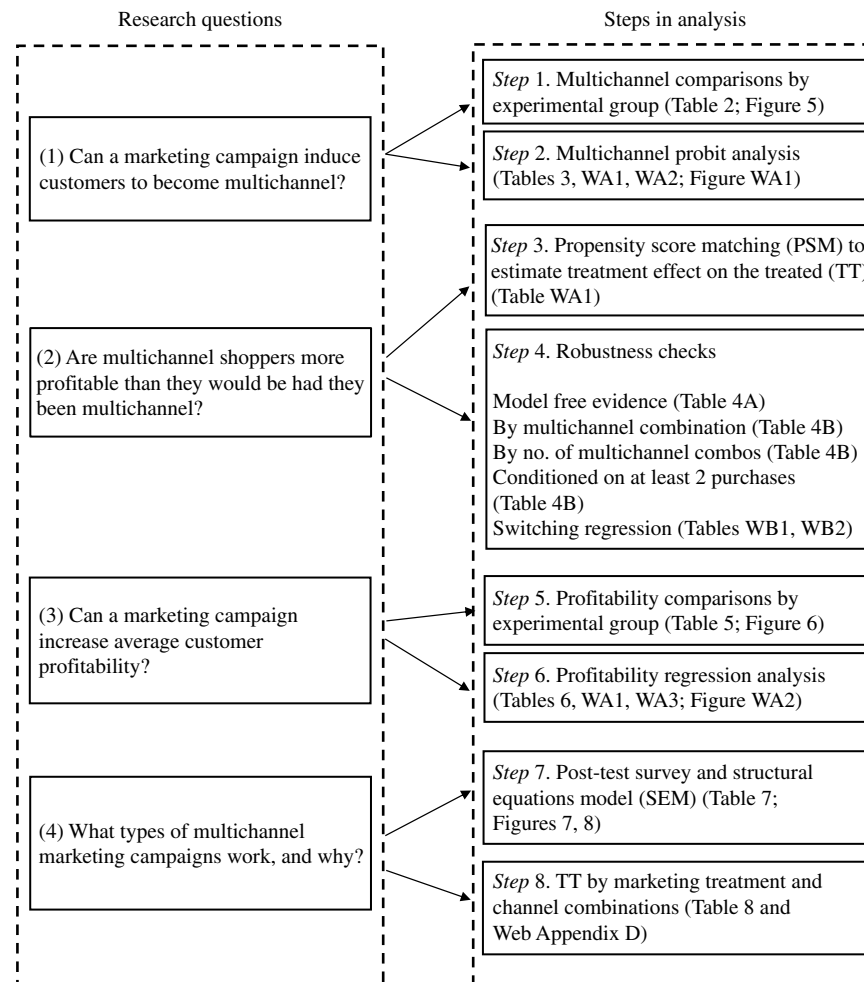 Research questions
Steps in analysis
(1) Can a marketing campaign induce
customers to become multichannel?
Step 1. Multichannel comparisons by
experimental group (Table 2; Figure 5)
Step 2. Multichannel probit analysis
(Tables 3, WA1, WA2; Figure WA1)
(2) Are multichannel shoppers more
profitable than they would be had they
been multichannel?
Step 3. Propensity score matching (PSM) to
estimate treatment effect on the treated (TT)
(Table WA1)
Step 4. Robustness checks
Model free evidence (Table 4A)
By multichannel combination (Table 4B)
By no. of multichannel combos (Table 4B)
Conditioned on at least 2 purchases
(Table 4B)
Switching regression (Tables WB1, WB2)
(3) Can a marketing campaign
increase average customer
profitability?
Step 5. Profitability comparisons by
experimental group (Table 5; Figure 6)
Step 6. Profitability regression analysis
(Tables 6, WA1, WA3; Figure WA2)
(4) What types of multichannel
marketing campaigns work, and why?
Step 7. Post-test survey and structural
equations model (SEM) (Table 7;
Figures 7, 8)
Step 8. TT by marketing treatment and
channel combinations (Table 8 and
Web Appendix D)